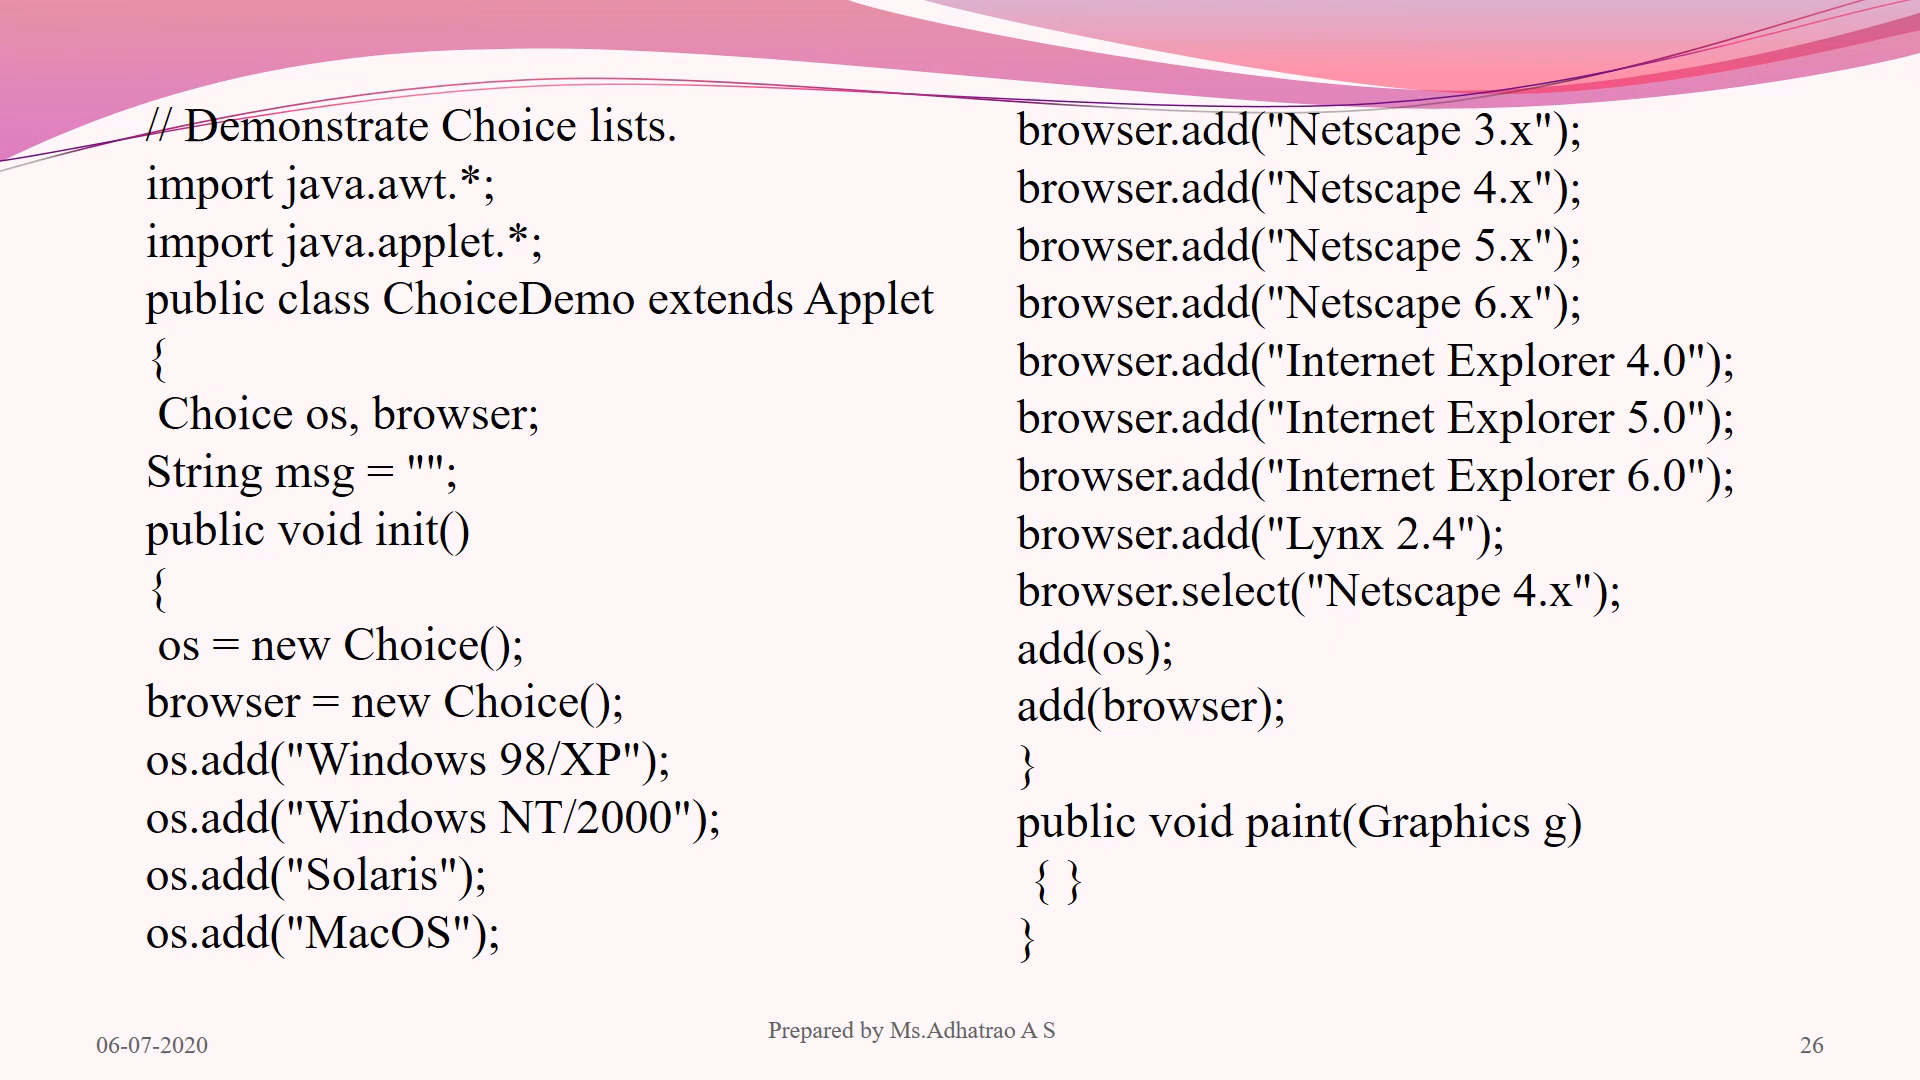 // Demonstrate Choice lists.
import java.awt.*;
import java.applet.*;
public class ChoiceDemo extends Applet
{
Choice os, browser;
String msg = "";
public void init()
{
os = new Choice();
browser = new Choice();
os.add("Windows 98/XP");
os.add("Windows NT/2000");
os.add("Solaris");
os.add("MacOS");
browser.add("Netscape 3.x");
browser.add("Netscape 4.x");
browser.add("Netscape 5.x");
browser.add("Netscape 6.x");
browser.add("Internet Explorer 4.0");
browser.add("Internet Explorer 5.0");
browser.add("Internet Explorer 6.0");
browser.add("Lynx 2.4");
browser.select("Netscape 4.x");
add(os);
add(browser);
}
public void paint(Graphics g)
{ }
}
06-07-2020
Prepared by Ms.Adhatrao A S
26